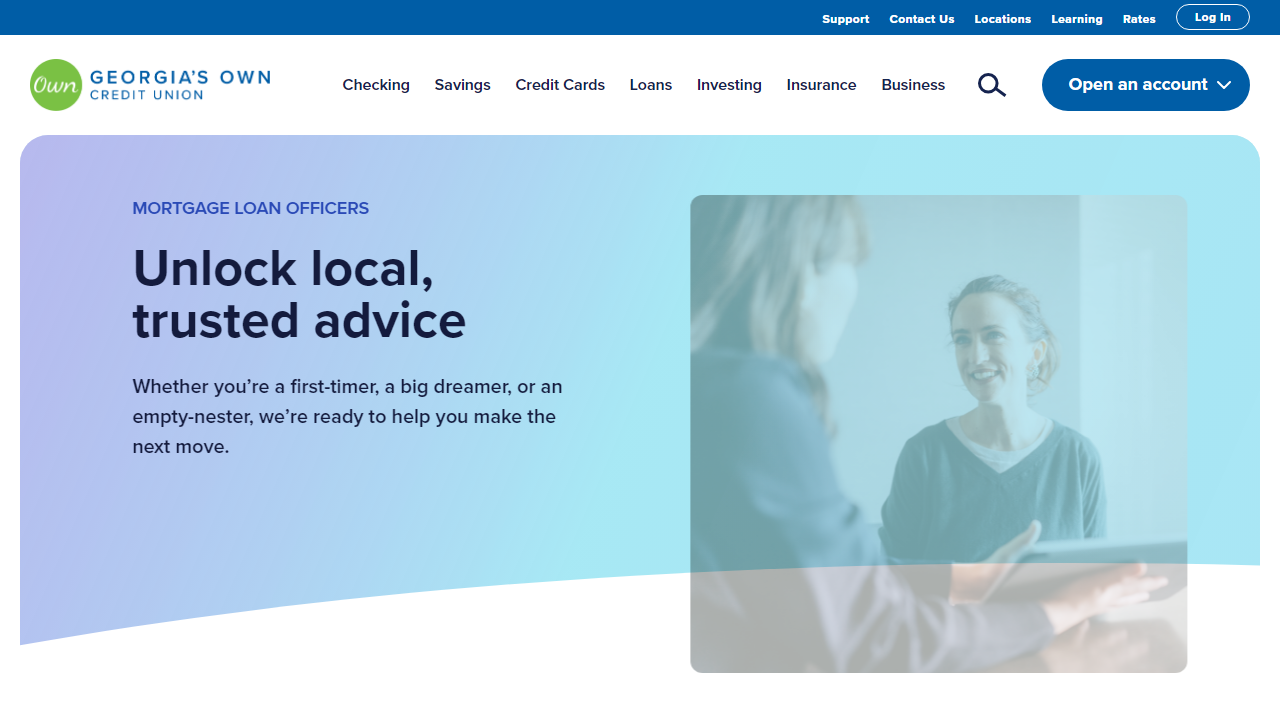 Support Contact Us Locations Learning Rates Log In
Own GEORGIA'S OWN
CREDIT UNION
Checking Savings Credit Cards Loans Investing Insurance Business Open an account
MORTGAGE LOAN OFFICERS
Unlock local,
trusted advice
Whether you’re a first-timer, a big dreamer, or an
empty-nester, we’re ready to help you make the
next move.